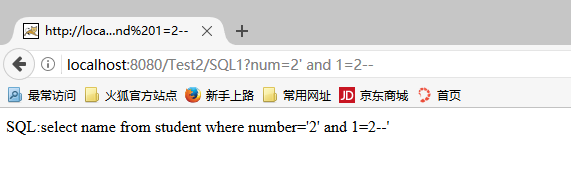 http://loca...nd%201=2--
localhost:8080/Test2/SQL1?num=2' and 1=2--
最常访问 火狐官方站点 新手上路 常用网址 JD 京东商城 首页
SQL:select name from student where number='2' and 1=2--'